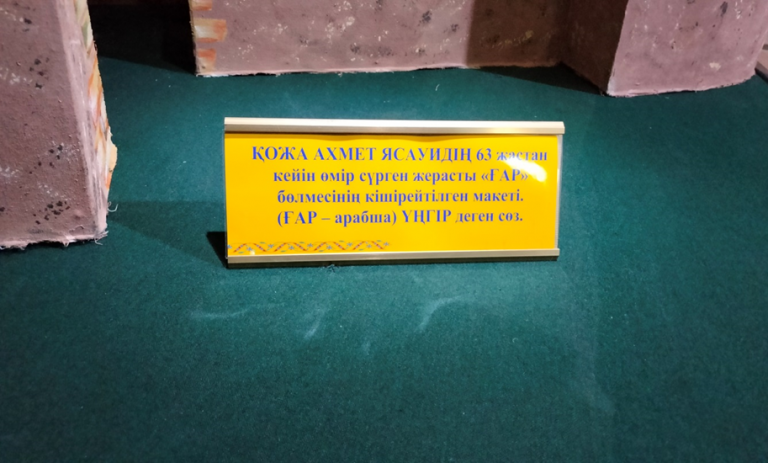 ҚОЖА АХМЕТ ЯСАУИДІҢ 63 жастан
кейін өмір сүрген жерасты «ҒАР»
бөлмесінің кішірейтілген макеті.
(ҒАР – арабша) ҮҢГІР деген сөз.